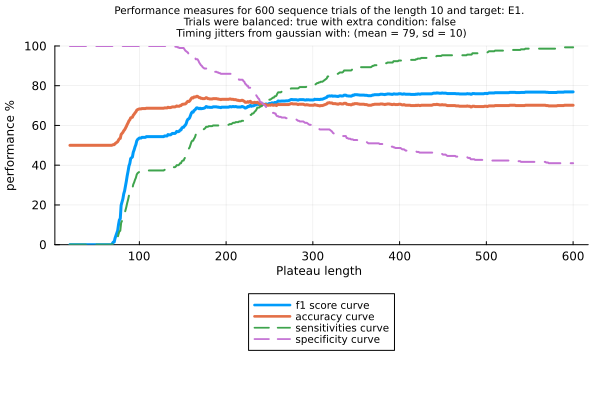 Performance measures for 600 sequence trials of the length 10 and target: E1.
Trials were balanced: true with extra condition: false
Timing jitters from gaussian with: (mean = 79, sd = 10)
performance %
100
80
60
40
20
0
100
200
300
400
500
600
Plateau length
f1 score curve
accuracy curve
sensitivities curve
specificity curve